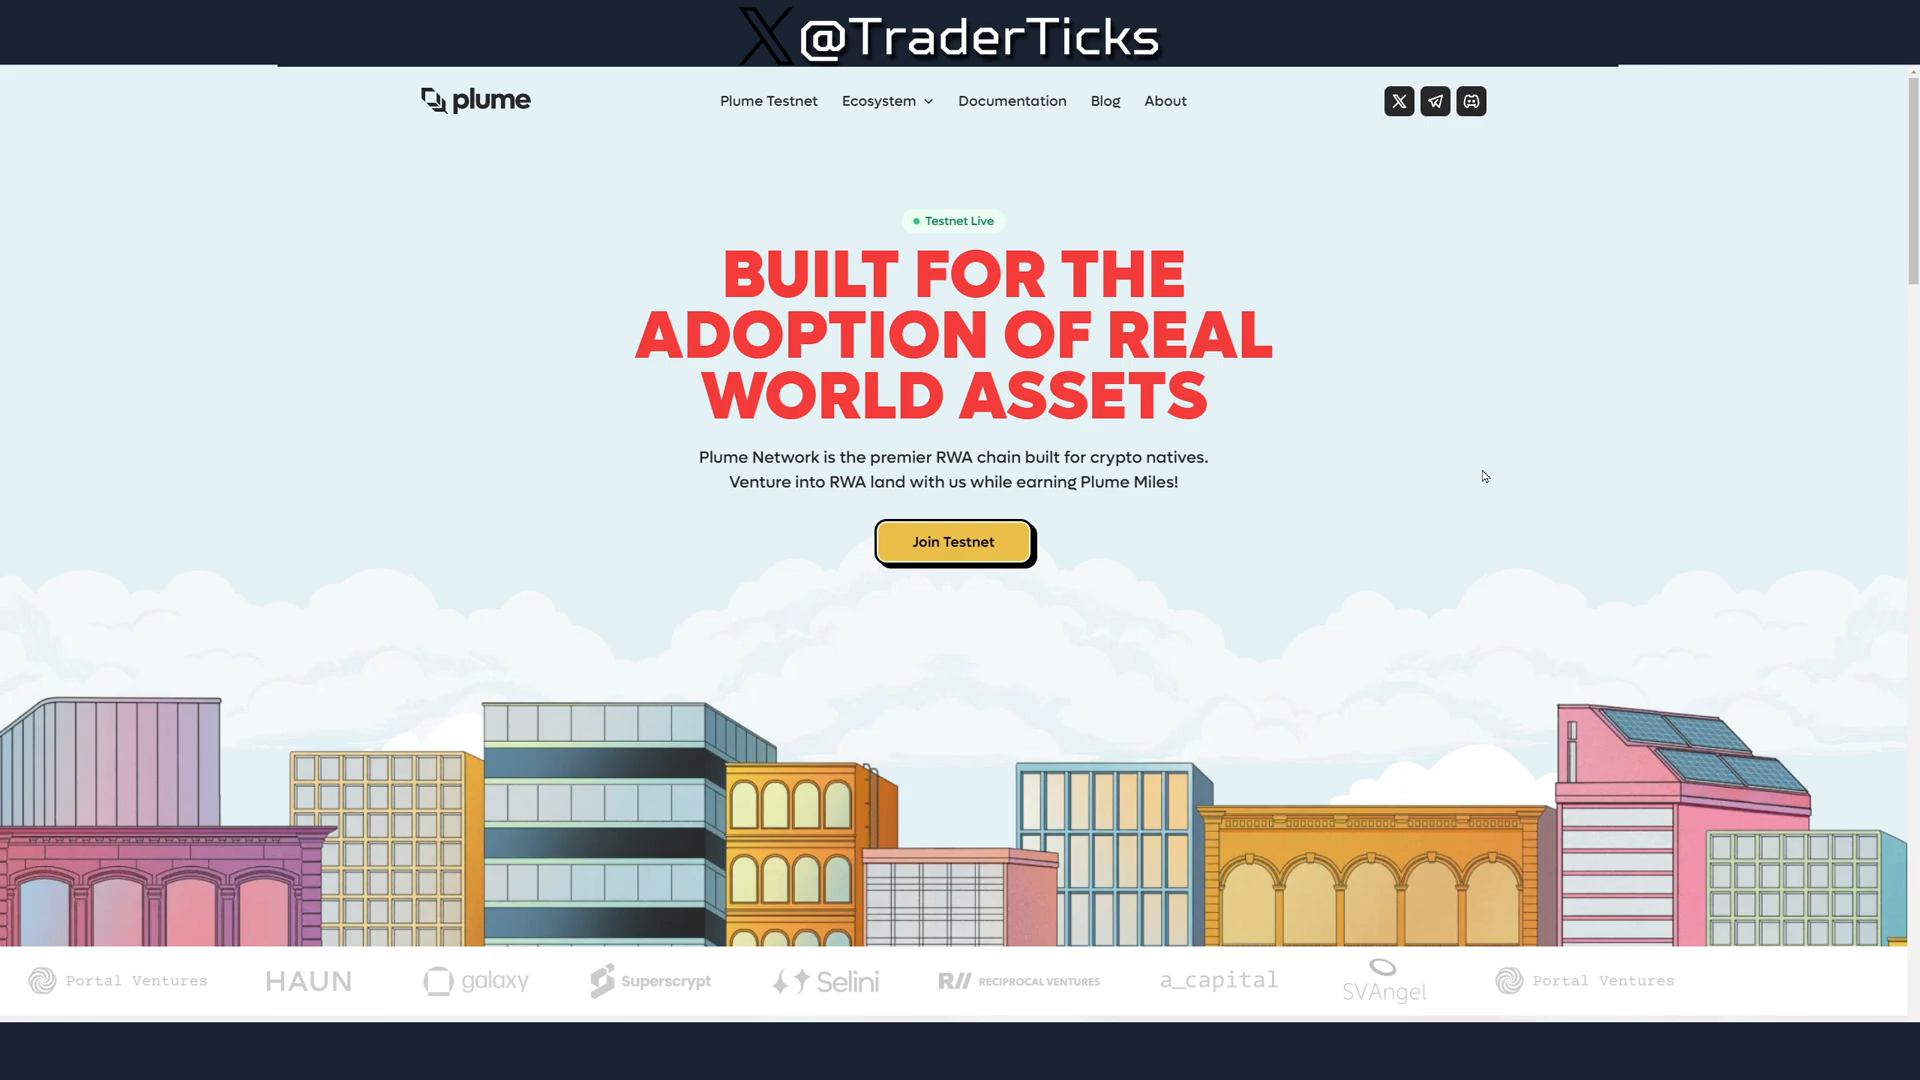 @TraderTicks
plume
Plume Testnet
Ecosystem
Documentation
Blog
About
Testnet Live
BUILT FOR THE
ADOPTION OF REAL
WORLD ASSETS
Plume Network is the premier RWA chain built for crypto natives.
Venture into RWA land with us while earning Plume Miles!
Join Testnet
Portal Ventures
HAUN
galaxy
Superscrypt
Selini
R// RECIPROCAL VENTURES
a_capital
SVAngel
Portal Ventures